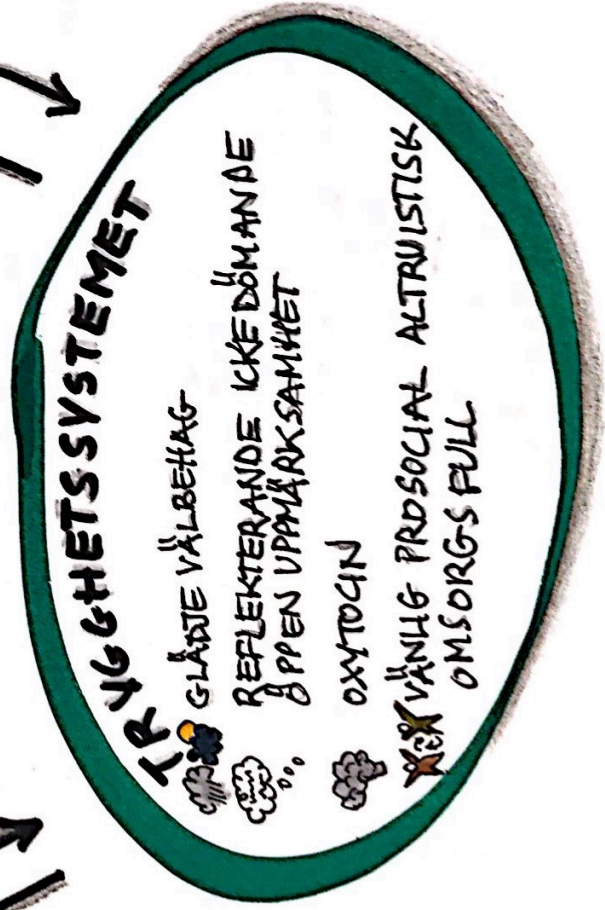 TRYGGHETSSYSTEMET
GLÄDJE VÄLBEHAG
REFLEKTERANDE ICKEDÖMANDE
ÖPPEN UPPMÄRKSAMHET
OXYTOCIN
VÄNLIG PROSOCIAL ALTRUISTISK
OMSORGSFULL